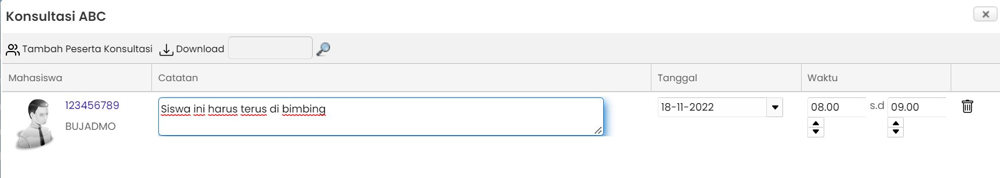 Konsultasi ABC
Tambah Peserta Konsultasi Download
Mahasiswa Catatan Tanggal Waktu
123456789 Siswa ini harus terus di bimbing 18-11-2022 08.00 s.d 09.00
BUJADMO